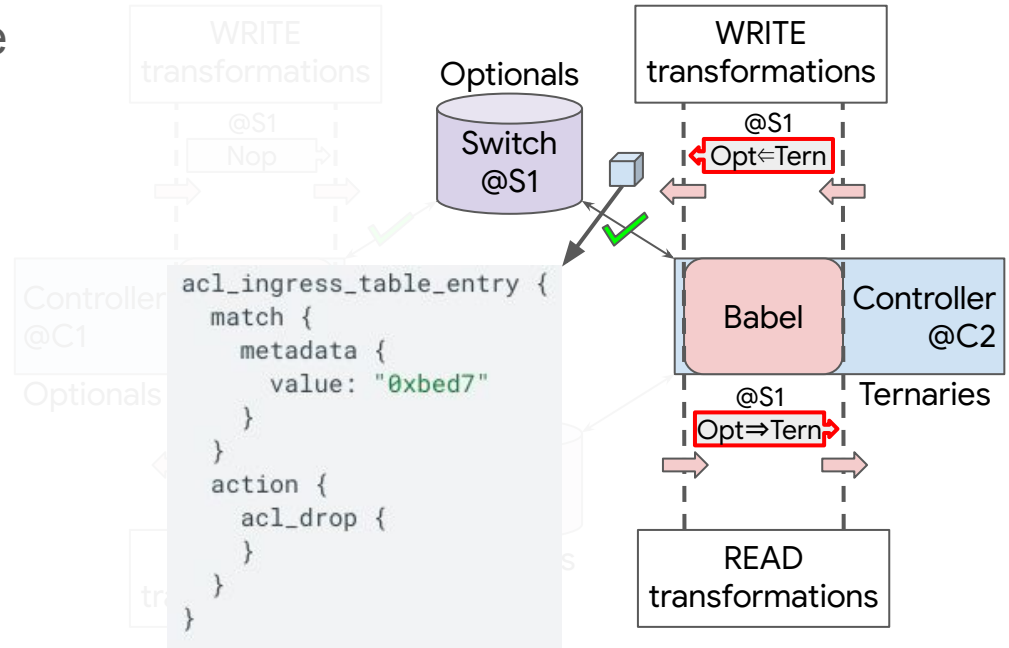 e
WRITE
transformations
@S1
Nop
Controller
@C1
Optionals
Optionals
Switch
@S1
WRITE
transformations
@S1
Opt⇐Tern
acl_ingress_table_entry {
  match {
    metadata {
      value: "0xbed7"
    }
  }
  action {
    acl_drop {
    }
  }
}
Babel
Controller
@C2
Ternaries
@S1
Opt⇒Tern
READ
transformations